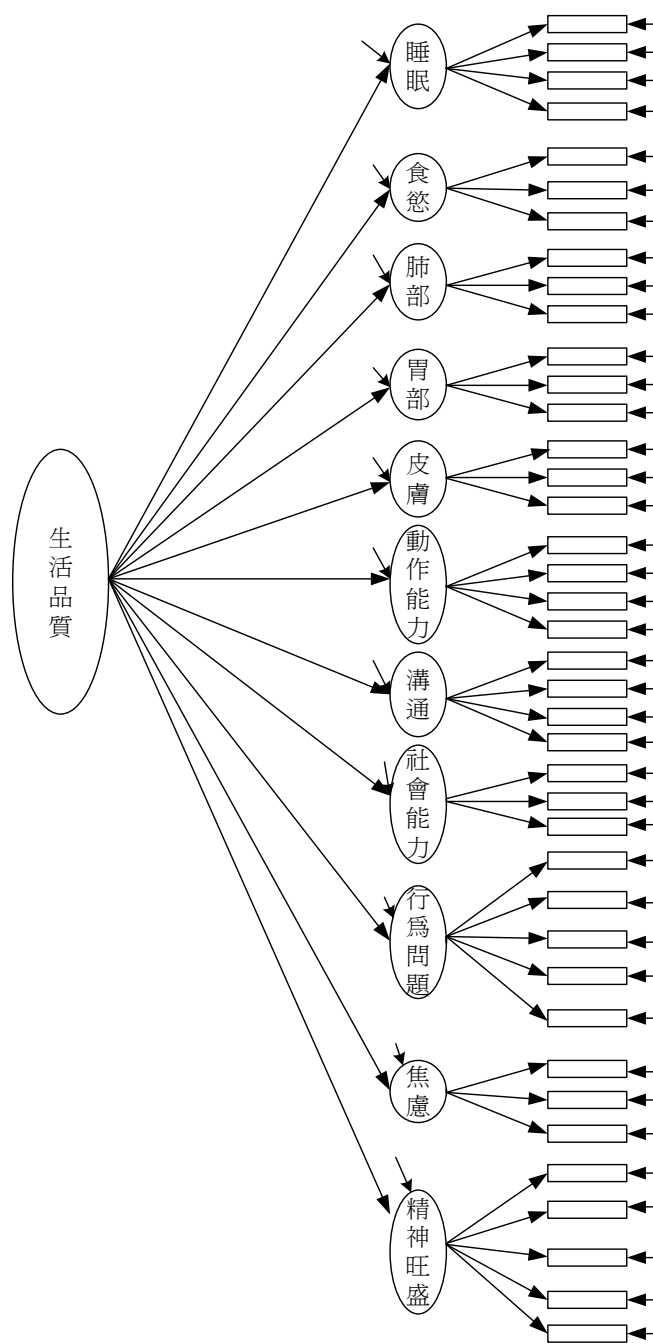 睡眠
食慾
肺部
胃部
皮膚
生活品質
動作能力
溝通
社會能力
行為問題
焦慮
精神旺盛